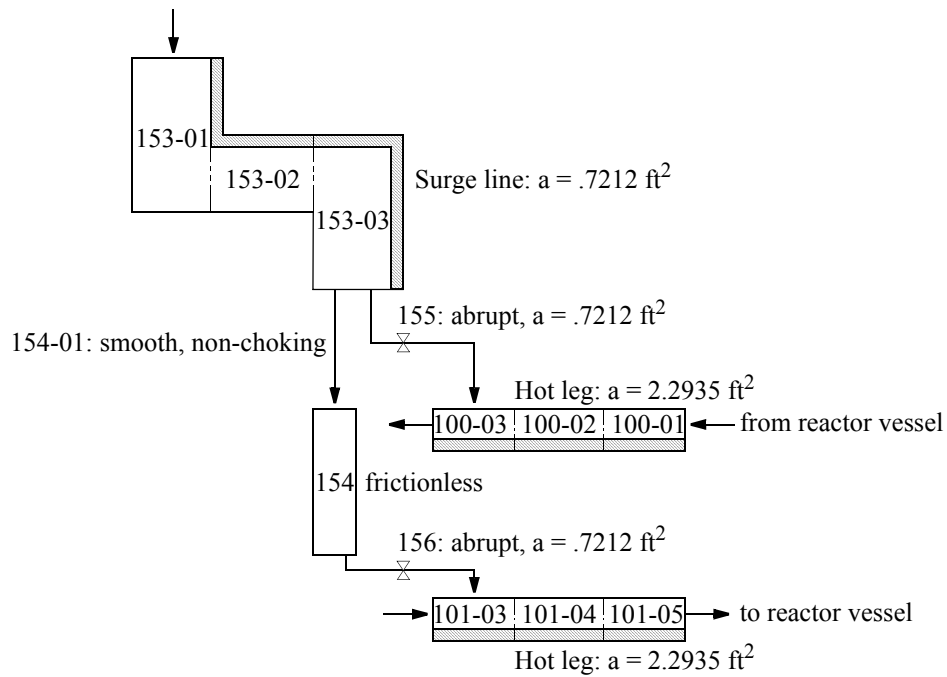 153-01
153-02
Surge line: a = .7212 ft²
153-03
155: abrupt, a = .7212 ft²
154-01: smooth, non-choking
Hot leg: a = 2.2935 ft²
100-03 100-02 100-01 from reactor vessel
154 frictionless
156: abrupt, a = .7212 ft²
101-03 101-04 101-05 to reactor vessel
Hot leg: a = 2.2935 ft²